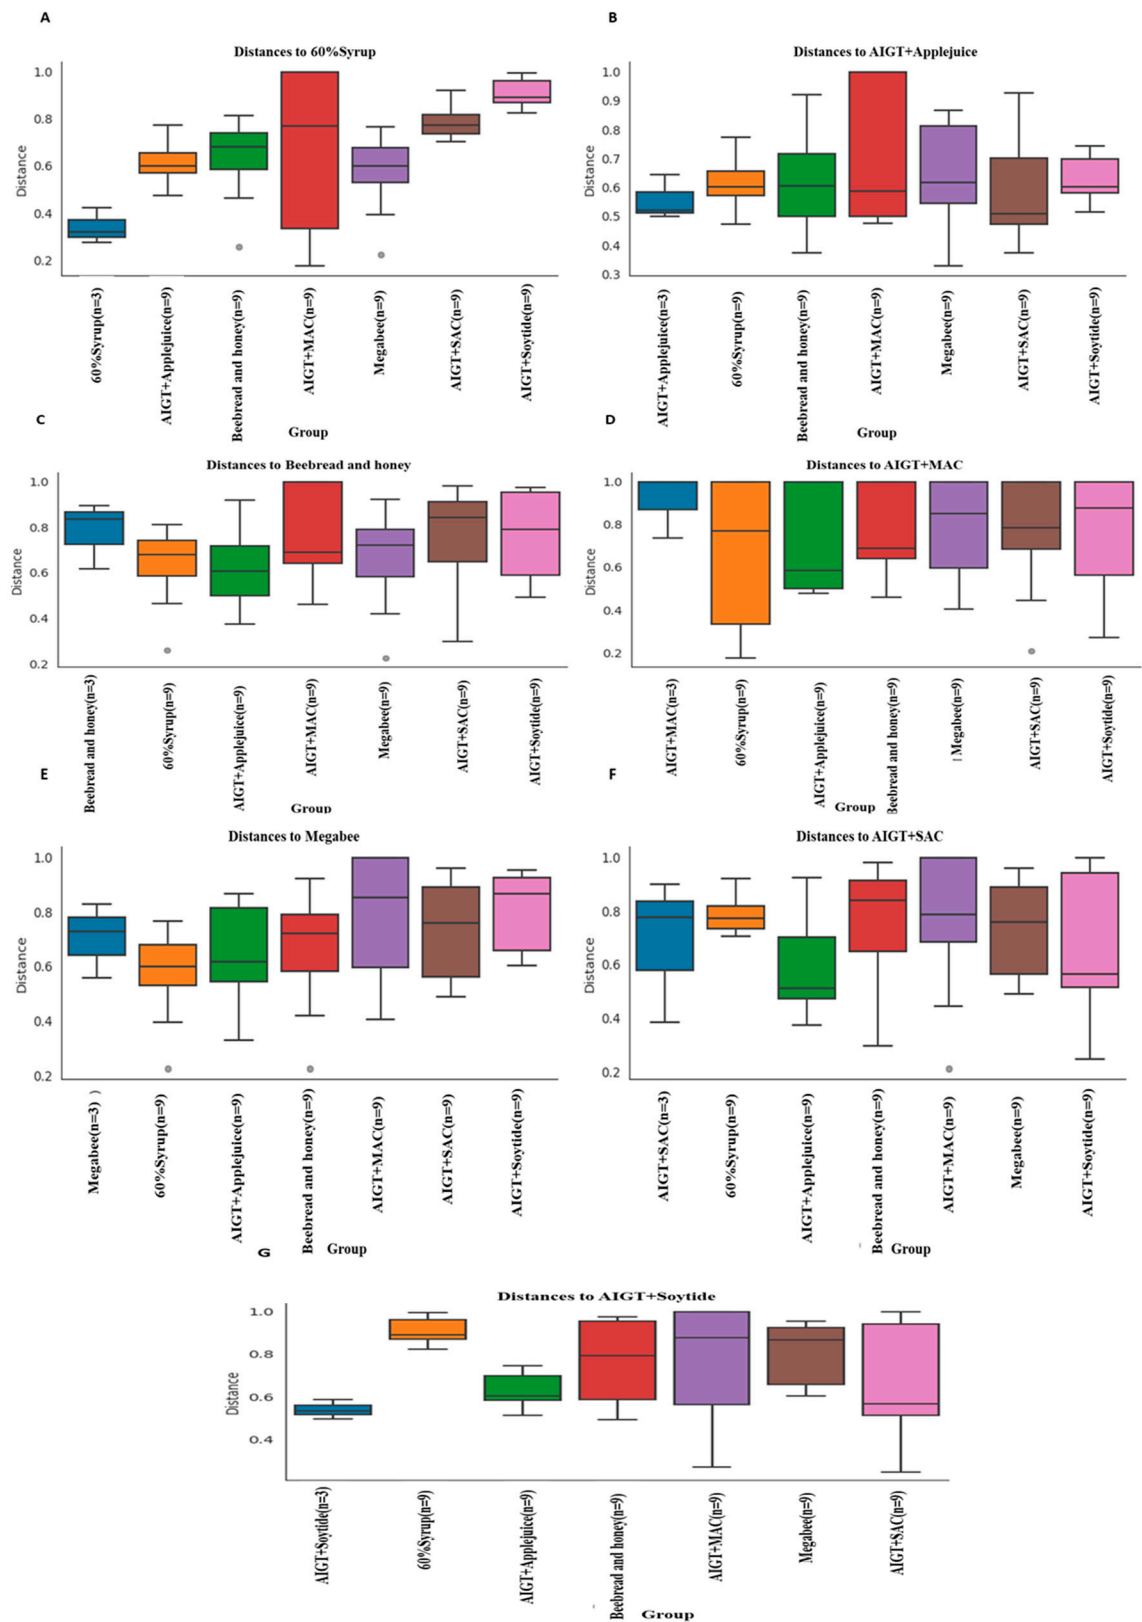 A
Distances to 60%Syrup
1.0
0.8
0.6
0.4
0.2
Distance
60%Syrup(n=3)
AIGT+Applejuice(n=9)
Beebread and honey(n=9)
AIGT+MAC(n=9)
Megabee(n=9)
AIGT+SAC(n=9)
AIGT+Soytide(n=9)
Group
B
Distances to AIGT+Applejuice
1.0
0.9
0.8
0.7
0.6
0.5
0.4
0.3
Distance
AIGT+Applejuice(n=3)
60%Syrup(n=9)
Beebread and honey(n=9)
AIGT+MAC(n=9)
Megabee(n=9)
AIGT+SAC(n=9)
AIGT+Soytide(n=9)
Group
C
Distances to Beebread and honey
1.0
0.8
0.6
0.4
0.2
Distance
Beebread and honey(n=3)
60%Syrup(n=9)
AIGT+Applejuice(n=9)
AIGT+MAC(n=9)
Megabee(n=9)
AIGT+SAC(n=9)
AIGT+Soytide(n=9)
Group
D
Distances to AIGT+MAC
1.0
0.8
0.6
0.4
0.2
Distance
AIGT+MAC(n=3)
60%Syrup(n=9)
AIGT+Applejuice(n=9)
Beebread and honey(n=9)
Megabee(n=9)
AIGT+SAC(n=9)
AIGT+Soytide(n=9)
Group
E
Distances to Megabee
1.0
0.8
0.6
0.4
0.2
Distance
Megabee(n=3) )
60%Syrup(n=9)
AIGT+Applejuice(n=9)
Beebread and honey(n=9)
AIGT+MAC(n=9)
AIGT+SAC(n=9)
AIGT+Soytide(n=9)
Group
F
Distances to AIGT+SAC
1.0
0.8
0.6
0.4
0.2
Distance
AIGT+SAC(n=3)
60%Syrup(n=9)
AIGT+Applejuice(n=9)
Beebread and honey(n=9)
AIGT+MAC(n=9)
Megabee(n=9)
AIGT+Soytide(n=9)
Group
G
Distances to AIGT+Soytide
1.0
0.8
0.6
0.4
Distance
AIGT+Soytide(n=3)
60%Syrup(n=9)
AIGT+Applejuice(n=9)
Beebread and honey(n=9)
AIGT+MAC(n=9)
Megabee(n=9)
AIGT+SAC(n=9)
Group